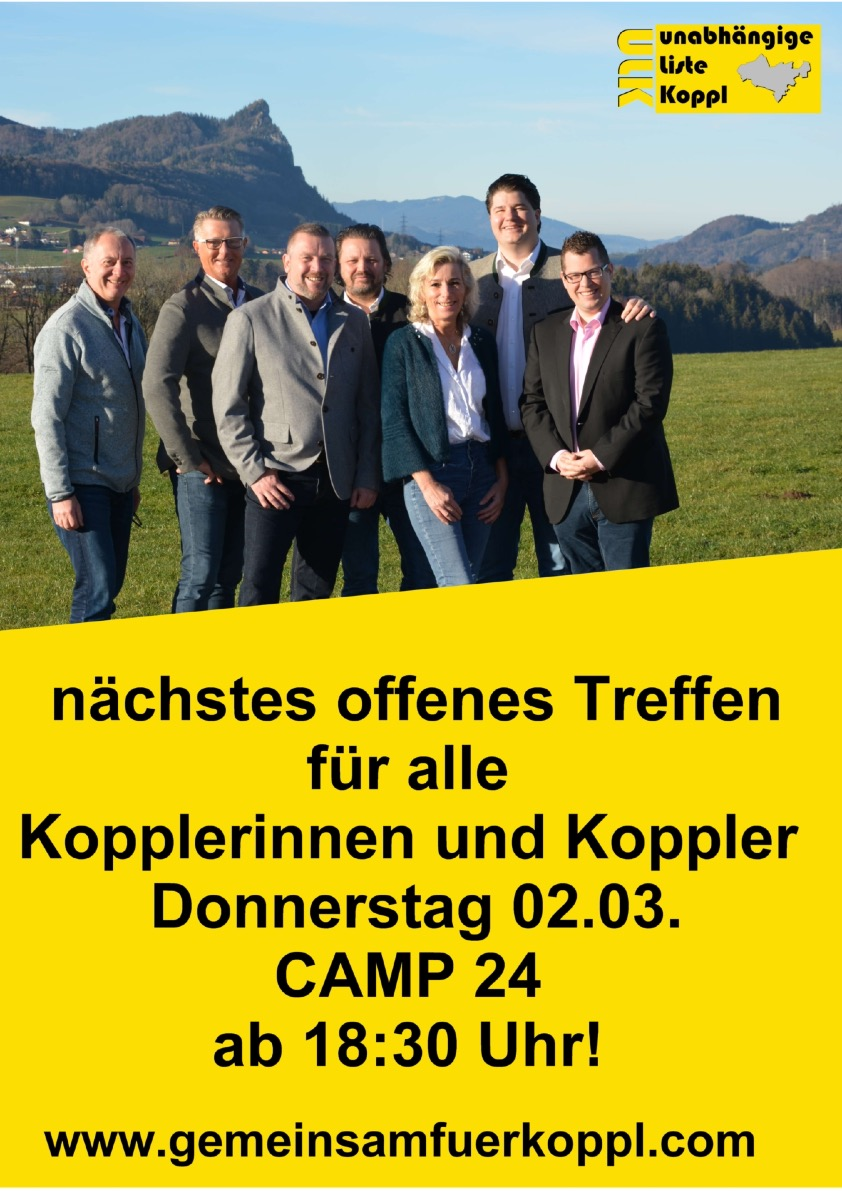 ULK
unabhängige
Liste
Koppl
nächstes offenes Treffen
für alle
Kopplerinnen und Koppler
Donnerstag 02.03.
CAMP 24
ab 18:30 Uhr!
www.gemeinsamfuerkoppl.com